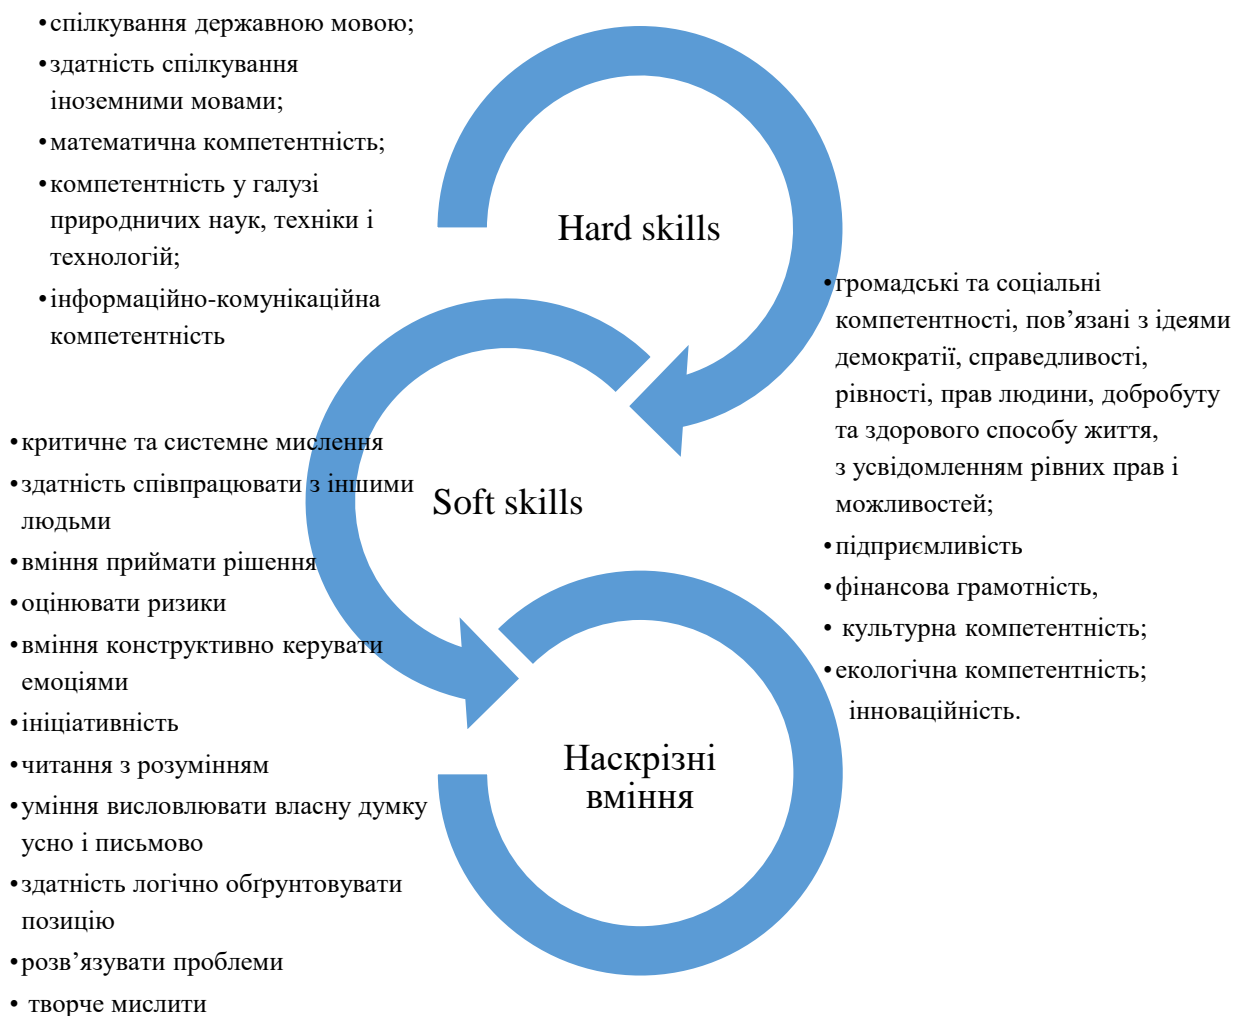 •спілкування державною мовою;
•здатність спілкування
іноземними мовами;
•математична компетентність;
•компетентність у галузі
природничих наук, техніки і
технологій;
•інформаційно-комунікаційна
компетентність
Hard skills
•громадські та соціальні
компетентності, пов’язані з ідеями
демократії, справедливості,
рівності, прав людини, добробуту
та здорового способу життя,
з усвідомленням рівних прав і
можливостей;
•підприємливість
•фінансова грамотність,
• культурна компетентність;
•екологічна компетентність;
інноваційність.
Soft skills
•критичне та системне мислення
•здатність співпрацювати з іншими
людьми
•вміння приймати рішення
•оцінювати ризики
•вміння конструктивно керувати
емоціями
•ініціативність
•читання з розумінням
•уміння висловлювати власну думку
усно і письмово
•здатність логічно обґрунтовувати
позицію
•розв’язувати проблеми
• творче мислити
Наскрізні
вміння